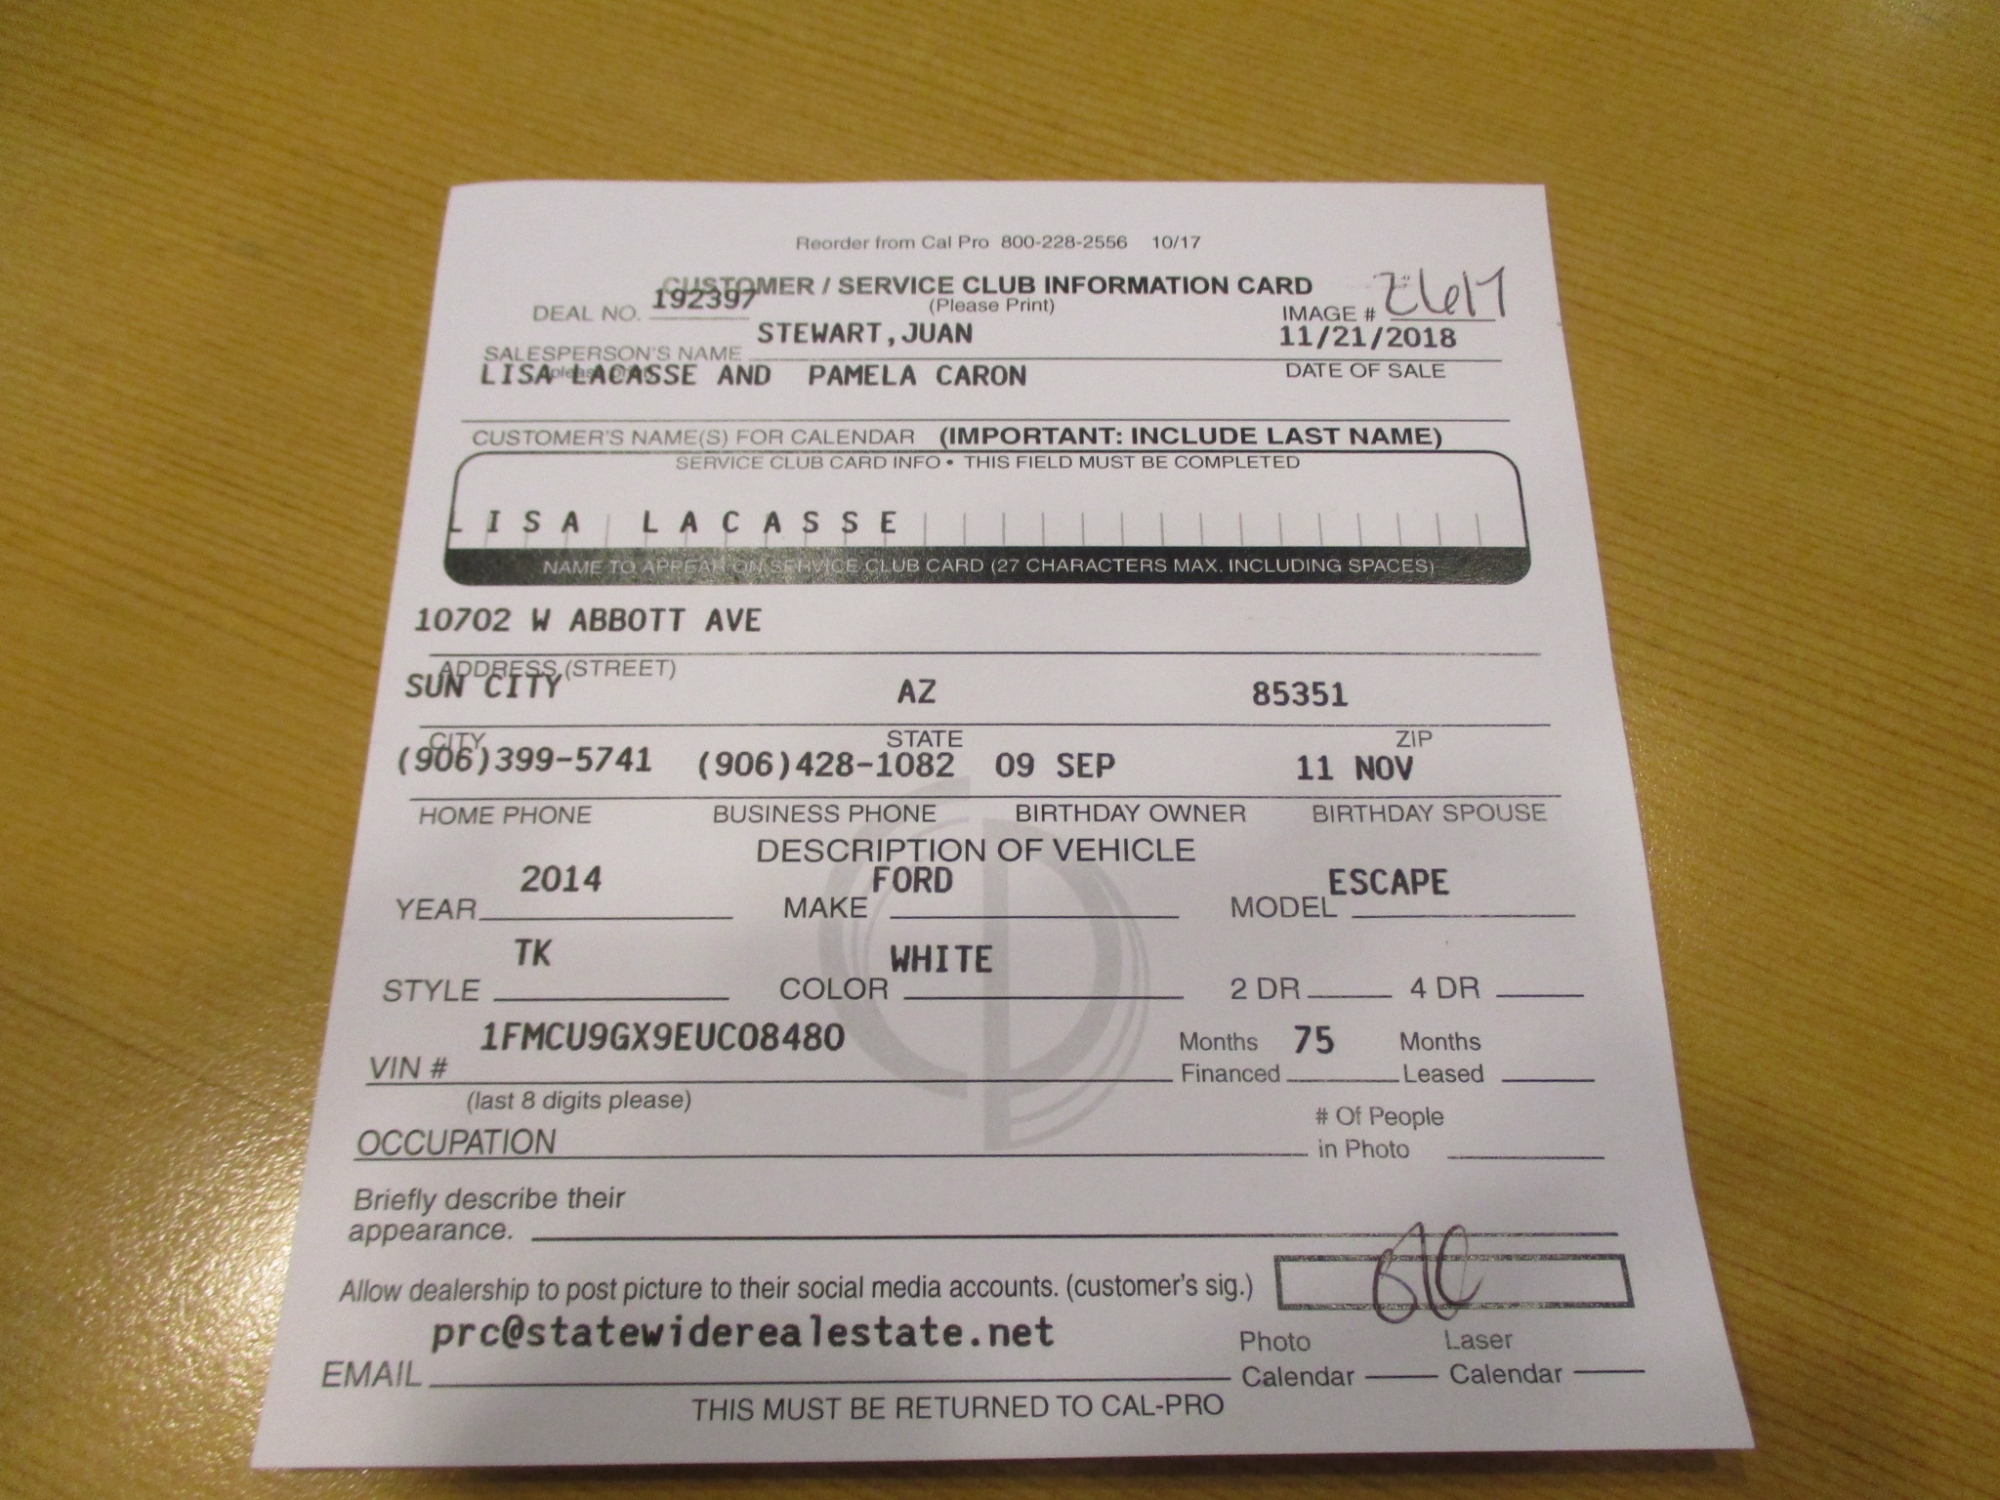 Reorder from Cal Pro 800-228-2556 10/17
CUSTOMER / SERVICE CLUB INFORMATION CARD
(Please Print)
DEAL NO. 192397
IMAGE # 2617
STEWART,JUAN 11/21/2018
SALESPERSON'S NAME DATE OF SALE
LISA LACASSE AND PAMELA CARON
CUSTOMER'S NAME(S) FOR CALENDAR (IMPORTANT: INCLUDE LAST NAME)
SERVICE CLUB CARD INFO • THIS FIELD MUST BE COMPLETED
LISA LACASSE
NAME TO APPEAR ON SERVICE CLUB CARD (27 CHARACTERS MAX. INCLUDING SPACES)
10702 W ABBOTT AVE
ADDRESS (STREET)
SUN CITY AZ 85351
CITY STATE ZIP
(906)399-5741 (906)428-1082 09 SEP 11 NOV
HOME PHONE BUSINESS PHONE BIRTHDAY OWNER BIRTHDAY SPOUSE
DESCRIPTION OF VEHICLE
YEAR 2014 MAKE FORD MODEL ESCAPE
STYLE TK COLOR WHITE 2 DR 4 DR
VIN # 1FMCU9GX9EUC08480 Months Financed 75 Months Leased
(last 8 digits please)
OCCUPATION # Of People in Photo
Briefly describe their
appearance.
Allow dealership to post picture to their social media accounts. (customer's sig.)
prc@statewiderealestate.net
EMAIL Photo Calendar Laser Calendar
THIS MUST BE RETURNED TO CAL-PRO